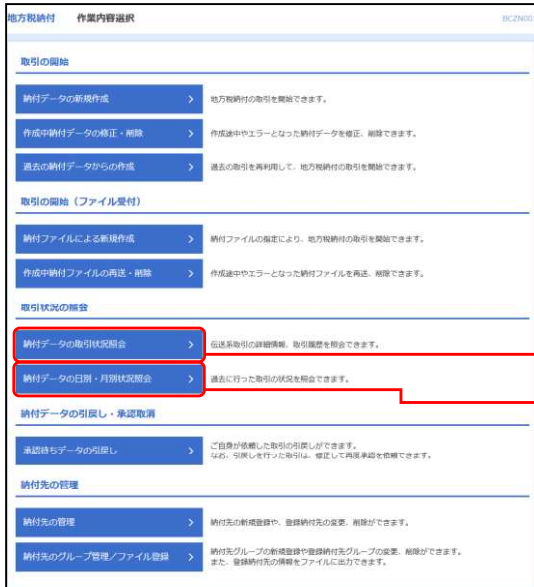 地方税納付 作業内容選択 BCZN00
取引の開始
納付データの新規作成 地方税納付の取引を開始できます。
作成中納付データの修正・削除 作成途中やエラーとなった納付データを修正、削除できます。
過去の納付データからの作成 過去の取引を再利用して、地方税納付の取引を開始できます。
取引の開始（ファイル受付）
納付ファイルによる新規作成 納付ファイルの指定により、地方税納付の取引を開始できます。
作成中納付ファイルの再送・削除 作成途中やエラーとなった納付ファイルを再送、削除できます。
取引状況の照会
納付データの取引状況照会 伝送系取引の詳細情報、取引履歴を照会できます。
納付データの日別・月別状況照会 過去に行った取引の状況を照会できます。
納付データの引戻し・承認取消
承認待ちデータの引戻し ご自身が依頼した取引の引戻しができます。
なお、引戻しを行った取引は、修正して再度承認を依頼できます。
納付先の管理
納付先の管理 納付先の新規登録や、登録納付先の変更、削除ができます。
納付先のグループ管理／ファイル登録 納付先グループの新規登録や登録納付先グループの変更、削除ができます。
また、登録納付先の情報をファイルに出力できます。